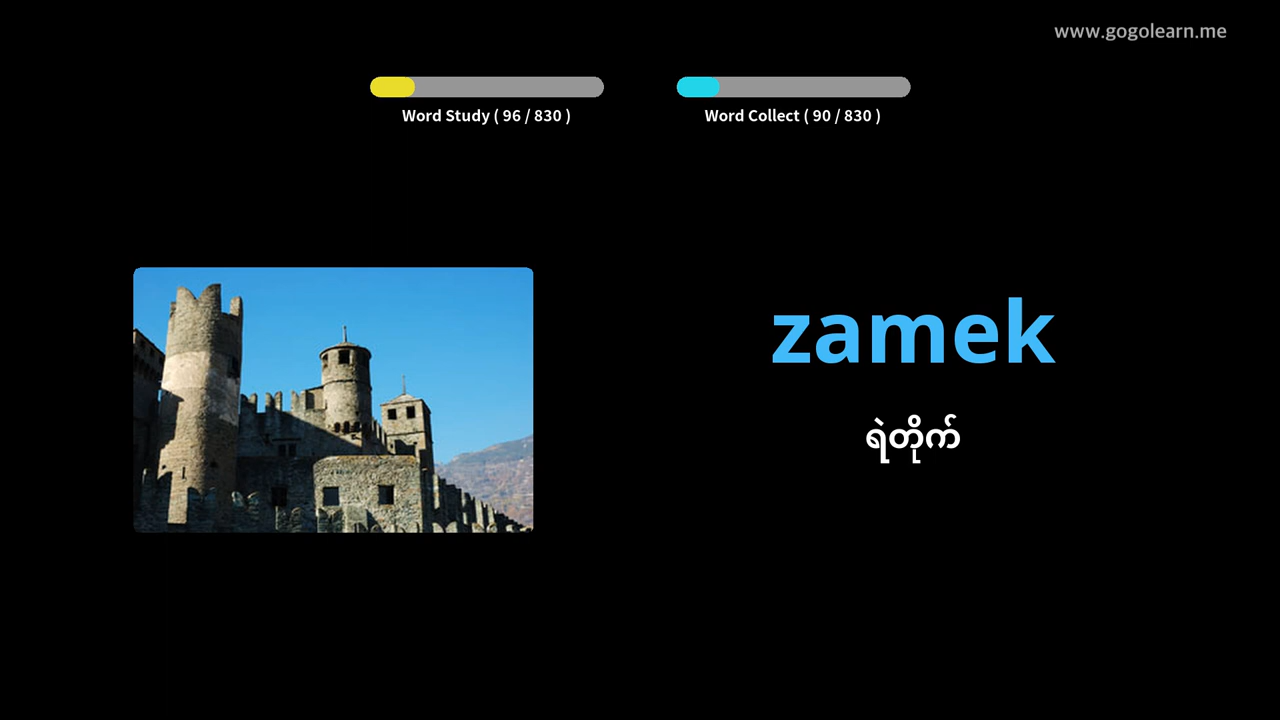 www.gogolearn.me
Word Study ( 96 / 830 )
Word Collect ( 90 / 830 )
zamek
ရဲတိုက်